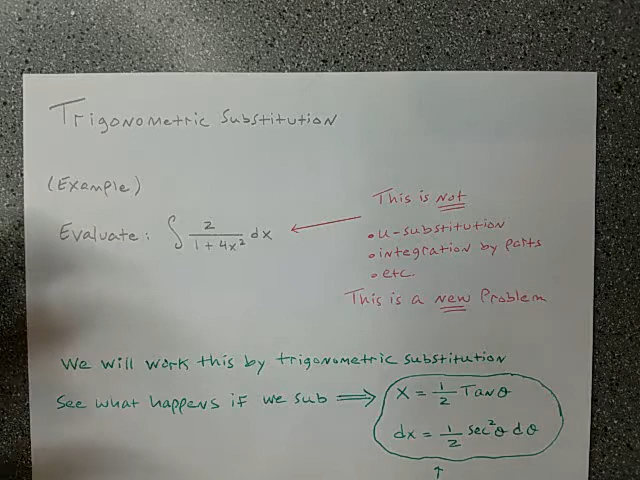 Trigonometric Substitution
(Example)
Evaluate: ∫ 2/(1 + 4x²) dx
This is Not
• u-substitution
• integration by parts
• etc.
This is a new Problem
We will work this by trigonometric substitution
See what happens if we sub ⟹ x = 1/2 Tanθ
dx = 1/2 sec²θ dθ